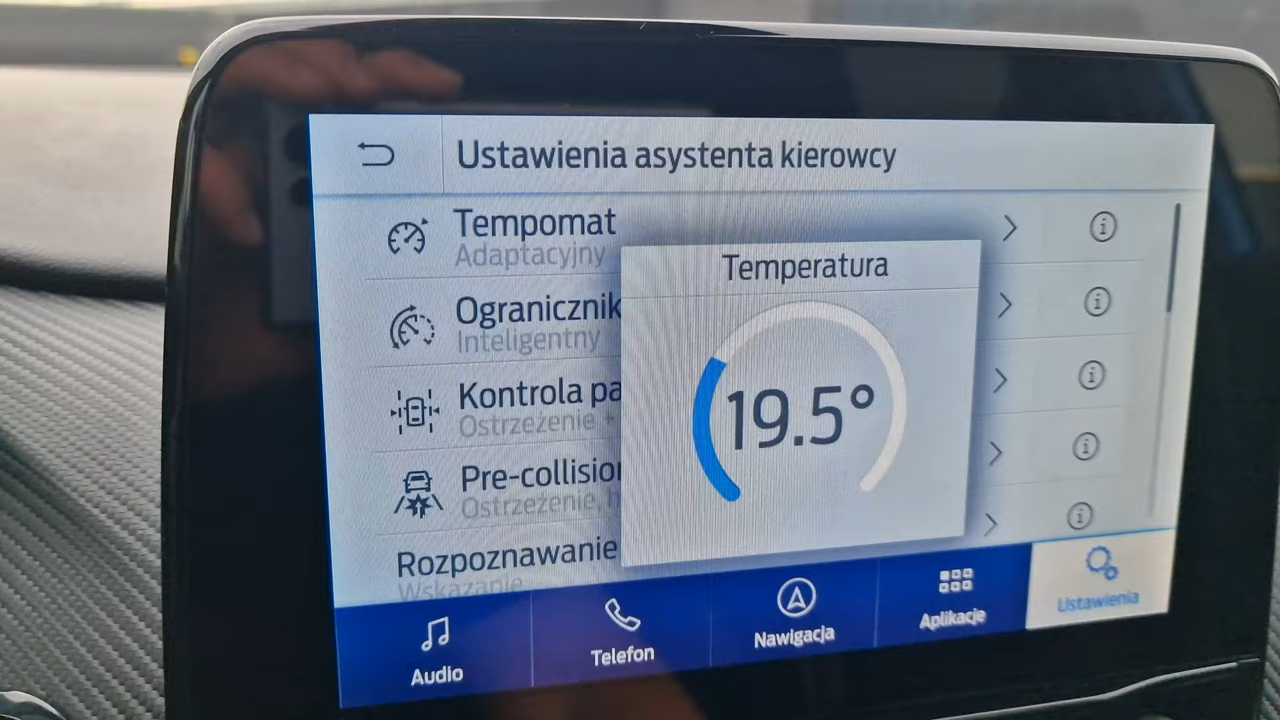 Ustawienia asystenta kierowcy
Tempomat
Adaptacyjny
Ogranicznik
Inteligentny
Kontrola pa
Ostrzeżenie +
Pre-collision
Ostrzeżenie, h
Rozpoznawanie
Wskazanie
Temperatura
19.5°
Audio
Telefon
Nawigacja
Aplikacje
Ustawienia